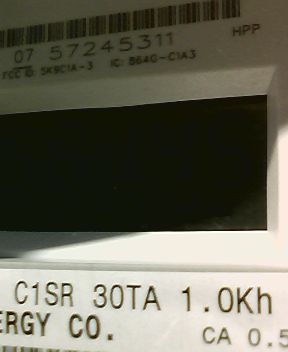 07 57245311
HPP
FCC ID: SK9C1A-3 IC: 864G-C1A3
C1SR 30TA 1.0Kh
ERGY CO.
CA 0.5